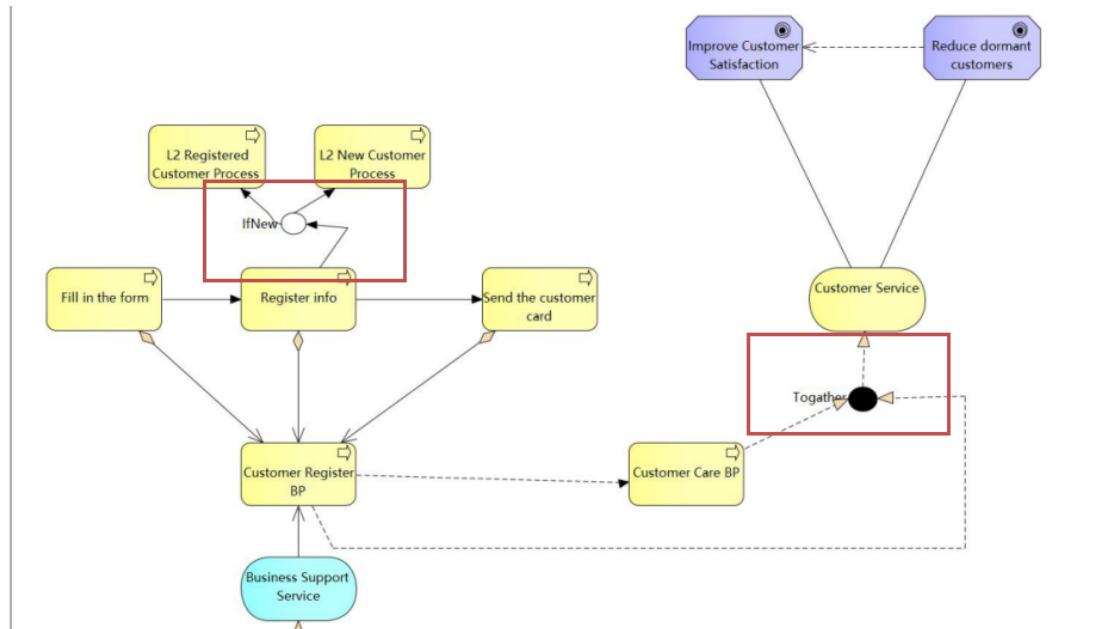 Improve Customer
Satisfaction
Reduce dormant
customers
L2 Registered
Customer Process
L2 New Customer
Process
IfNew
Fill in the form
Register info
Send the customer
card
Customer Service
Togather
Customer Register
BP
Customer Care BP
Business Support
Service